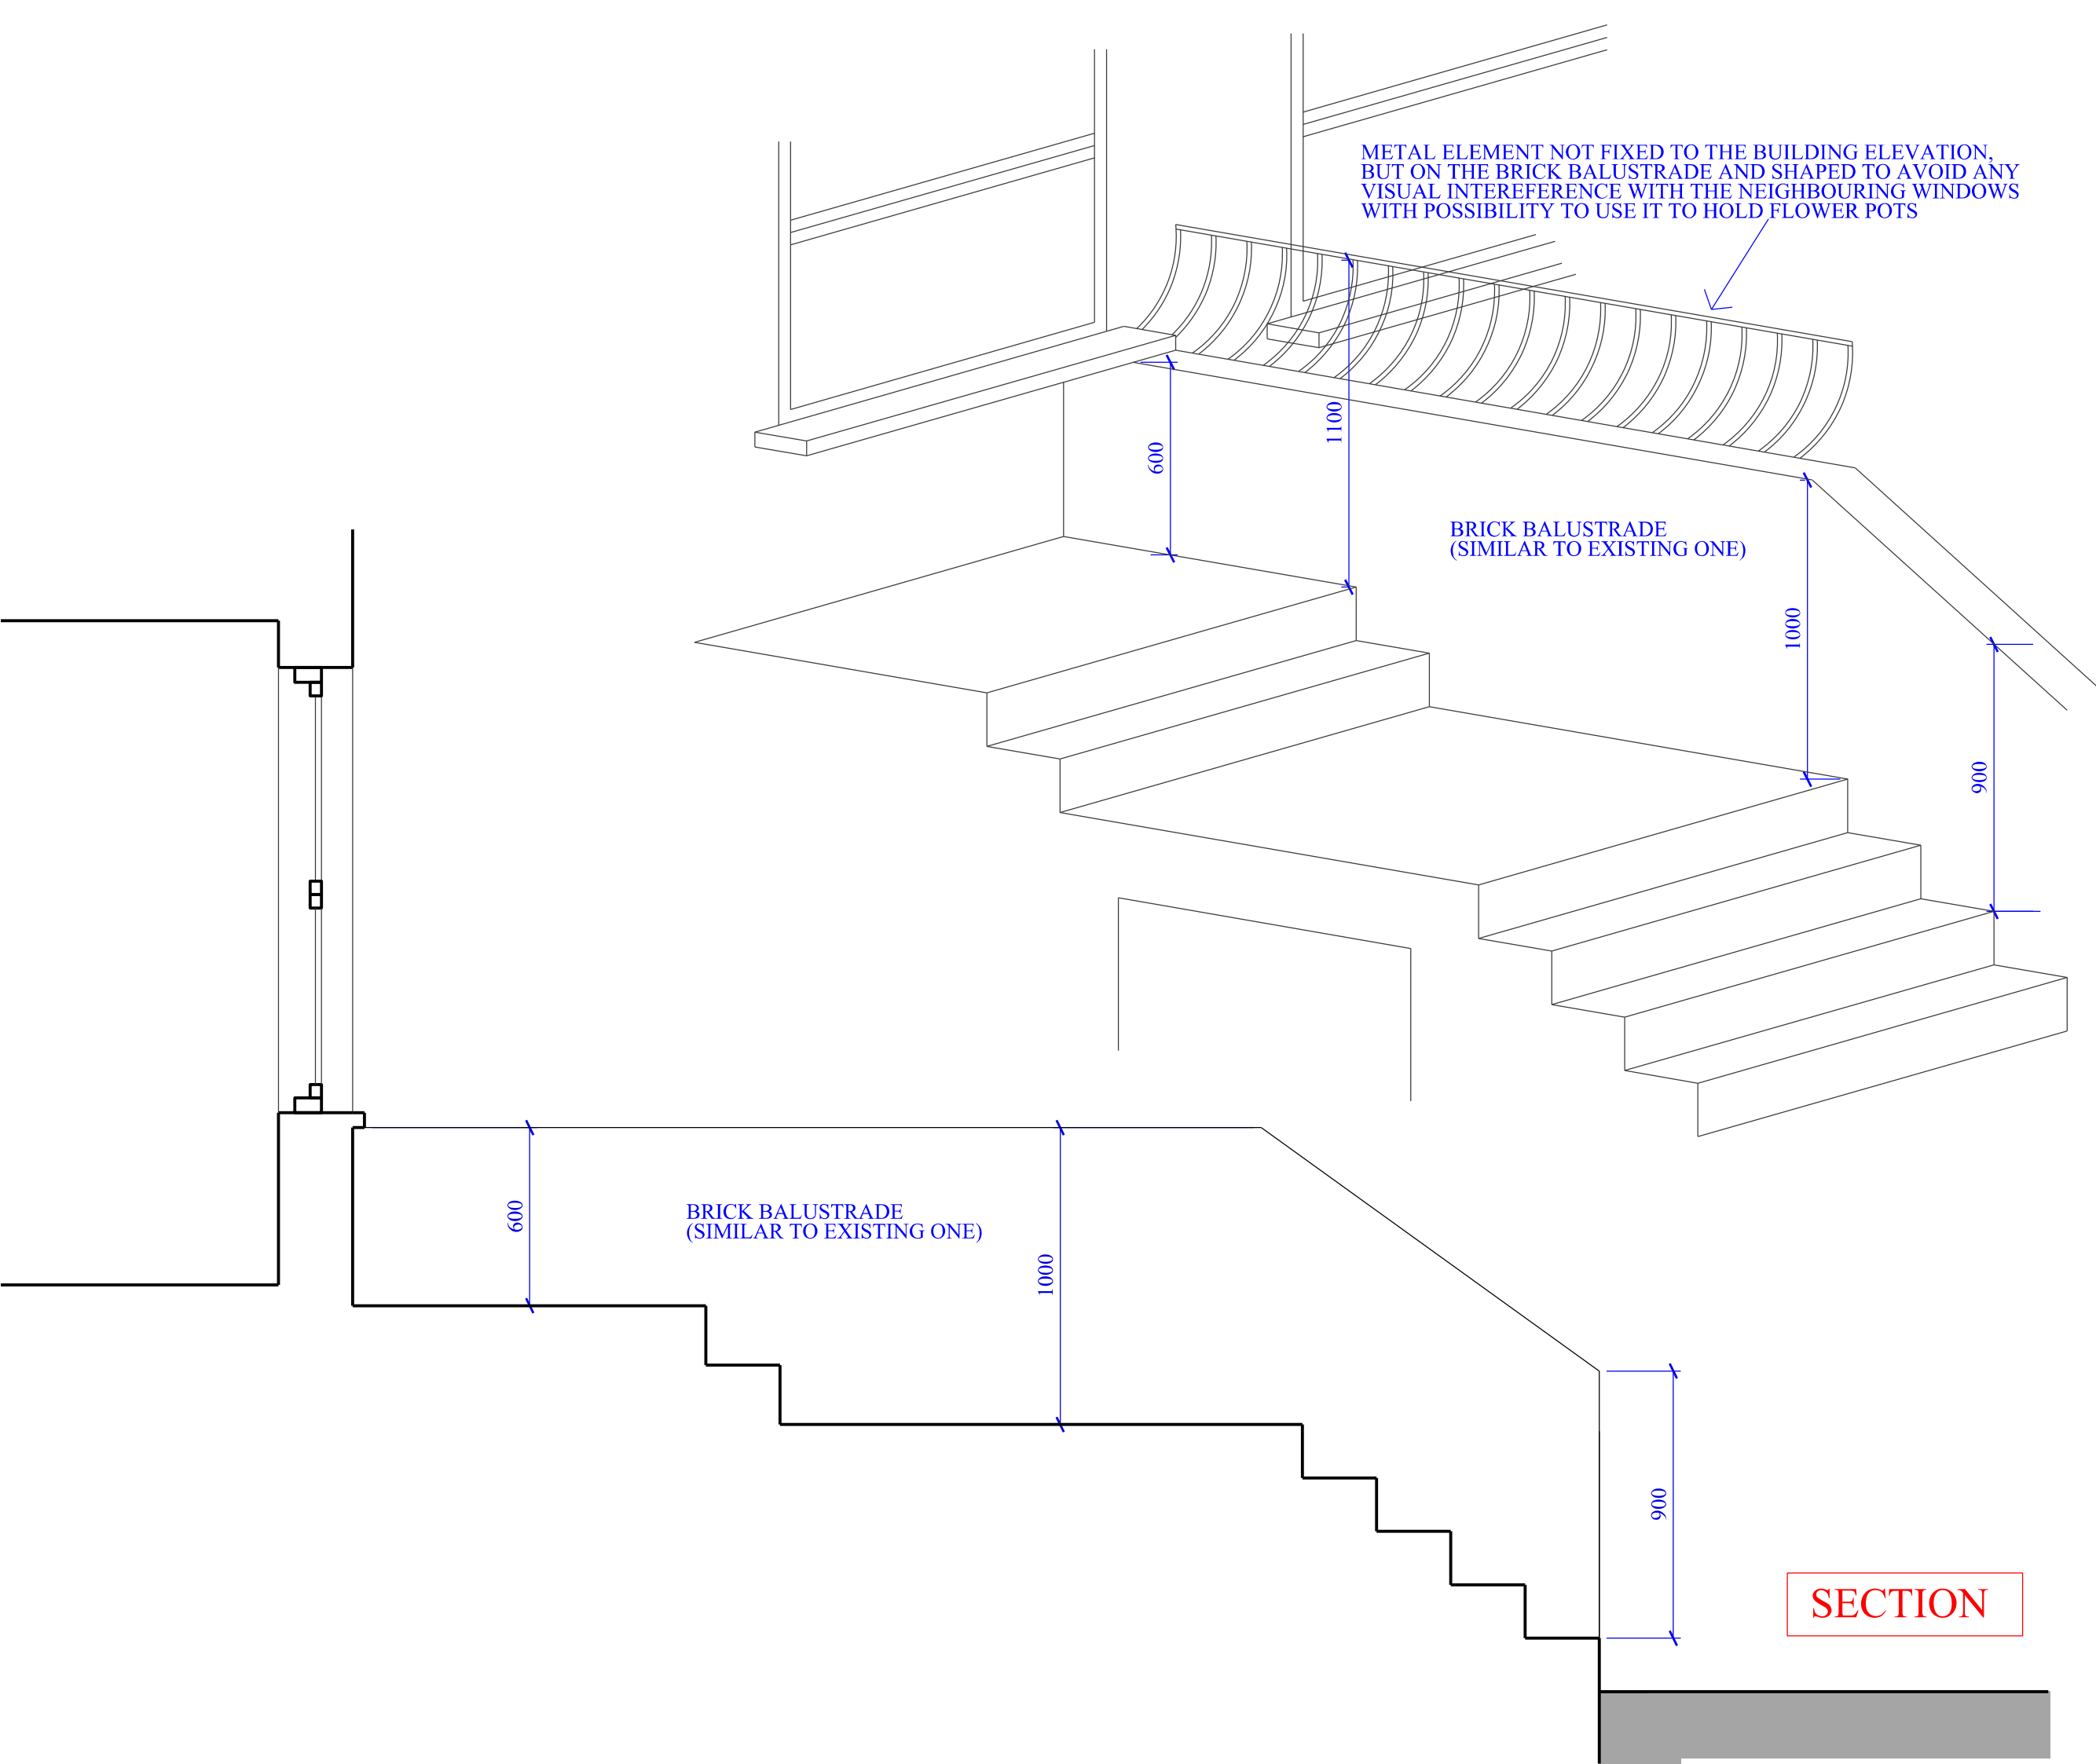 METAL ELEMENT NOT FIXED TO THE BUILDING ELEVATION,
BUT ON THE BRICK BALUSTRADE AND SHAPED TO AVOID ANY
VISUAL INTEREFERENCE WITH THE NEIGHBOURING WINDOWS
WITH POSSIBILITY TO USE IT TO HOLD FLOWER POTS
1100
600
BRICK BALUSTRADE
(SIMILAR TO EXISTING ONE)
1000
900
600
BRICK BALUSTRADE
(SIMILAR TO EXISTING ONE)
1000
900
SECTION